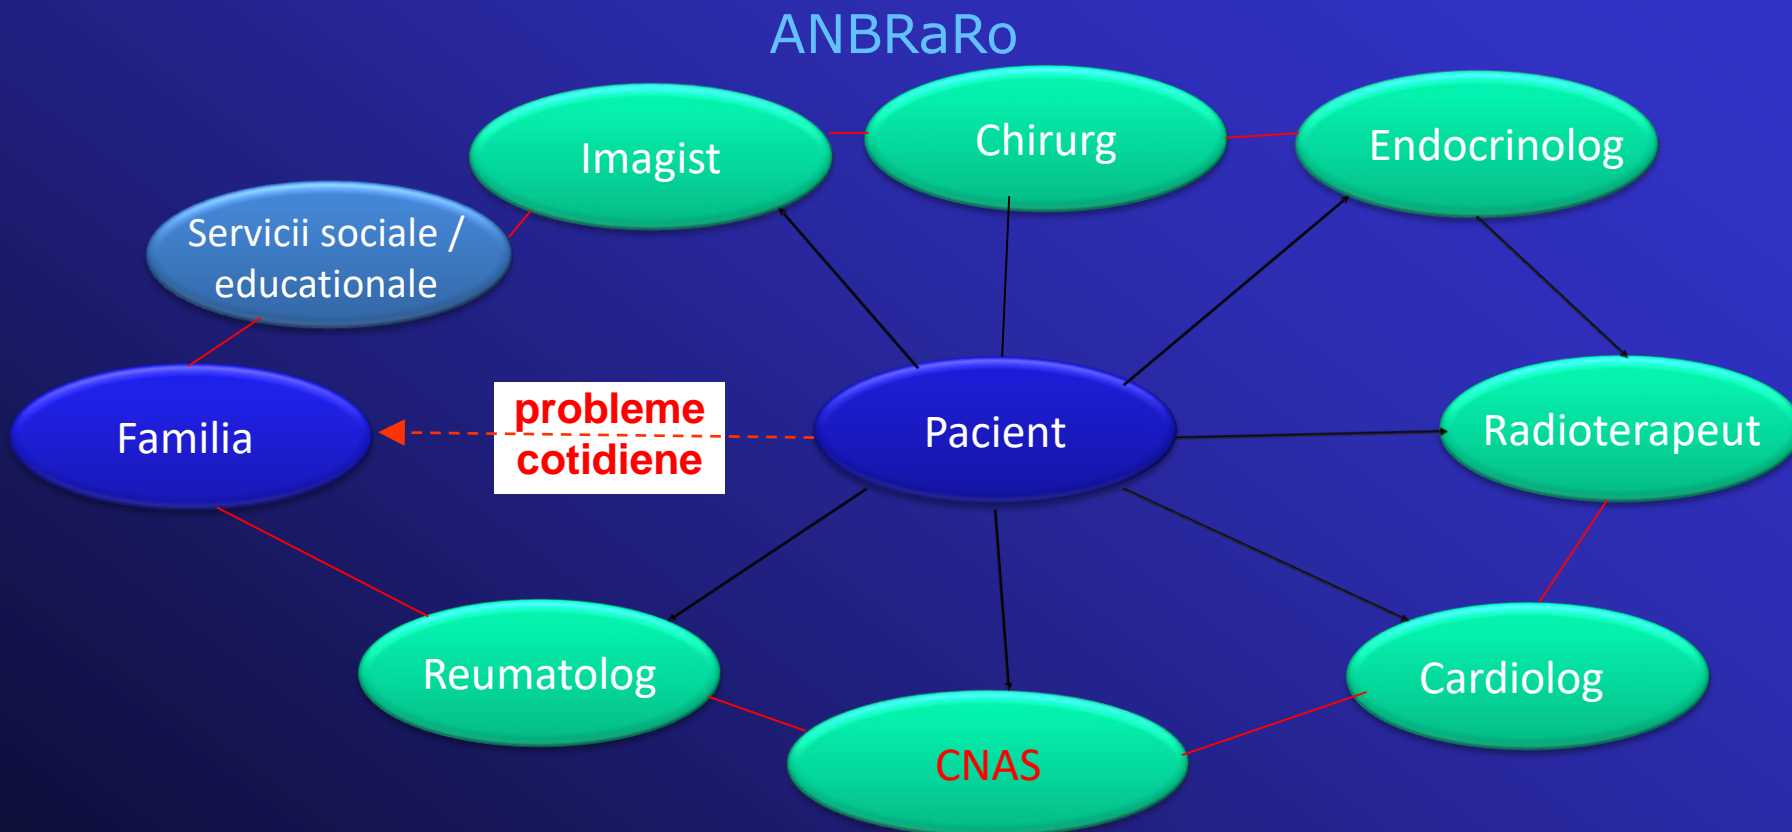 ANBRaRo
Imagist
Chirurg
Endocrinolog
Servicii sociale /
educationale
Familia
probleme
cotidiene
Pacient
Radioterapeut
Reumatolog
CNAS
Cardiolog